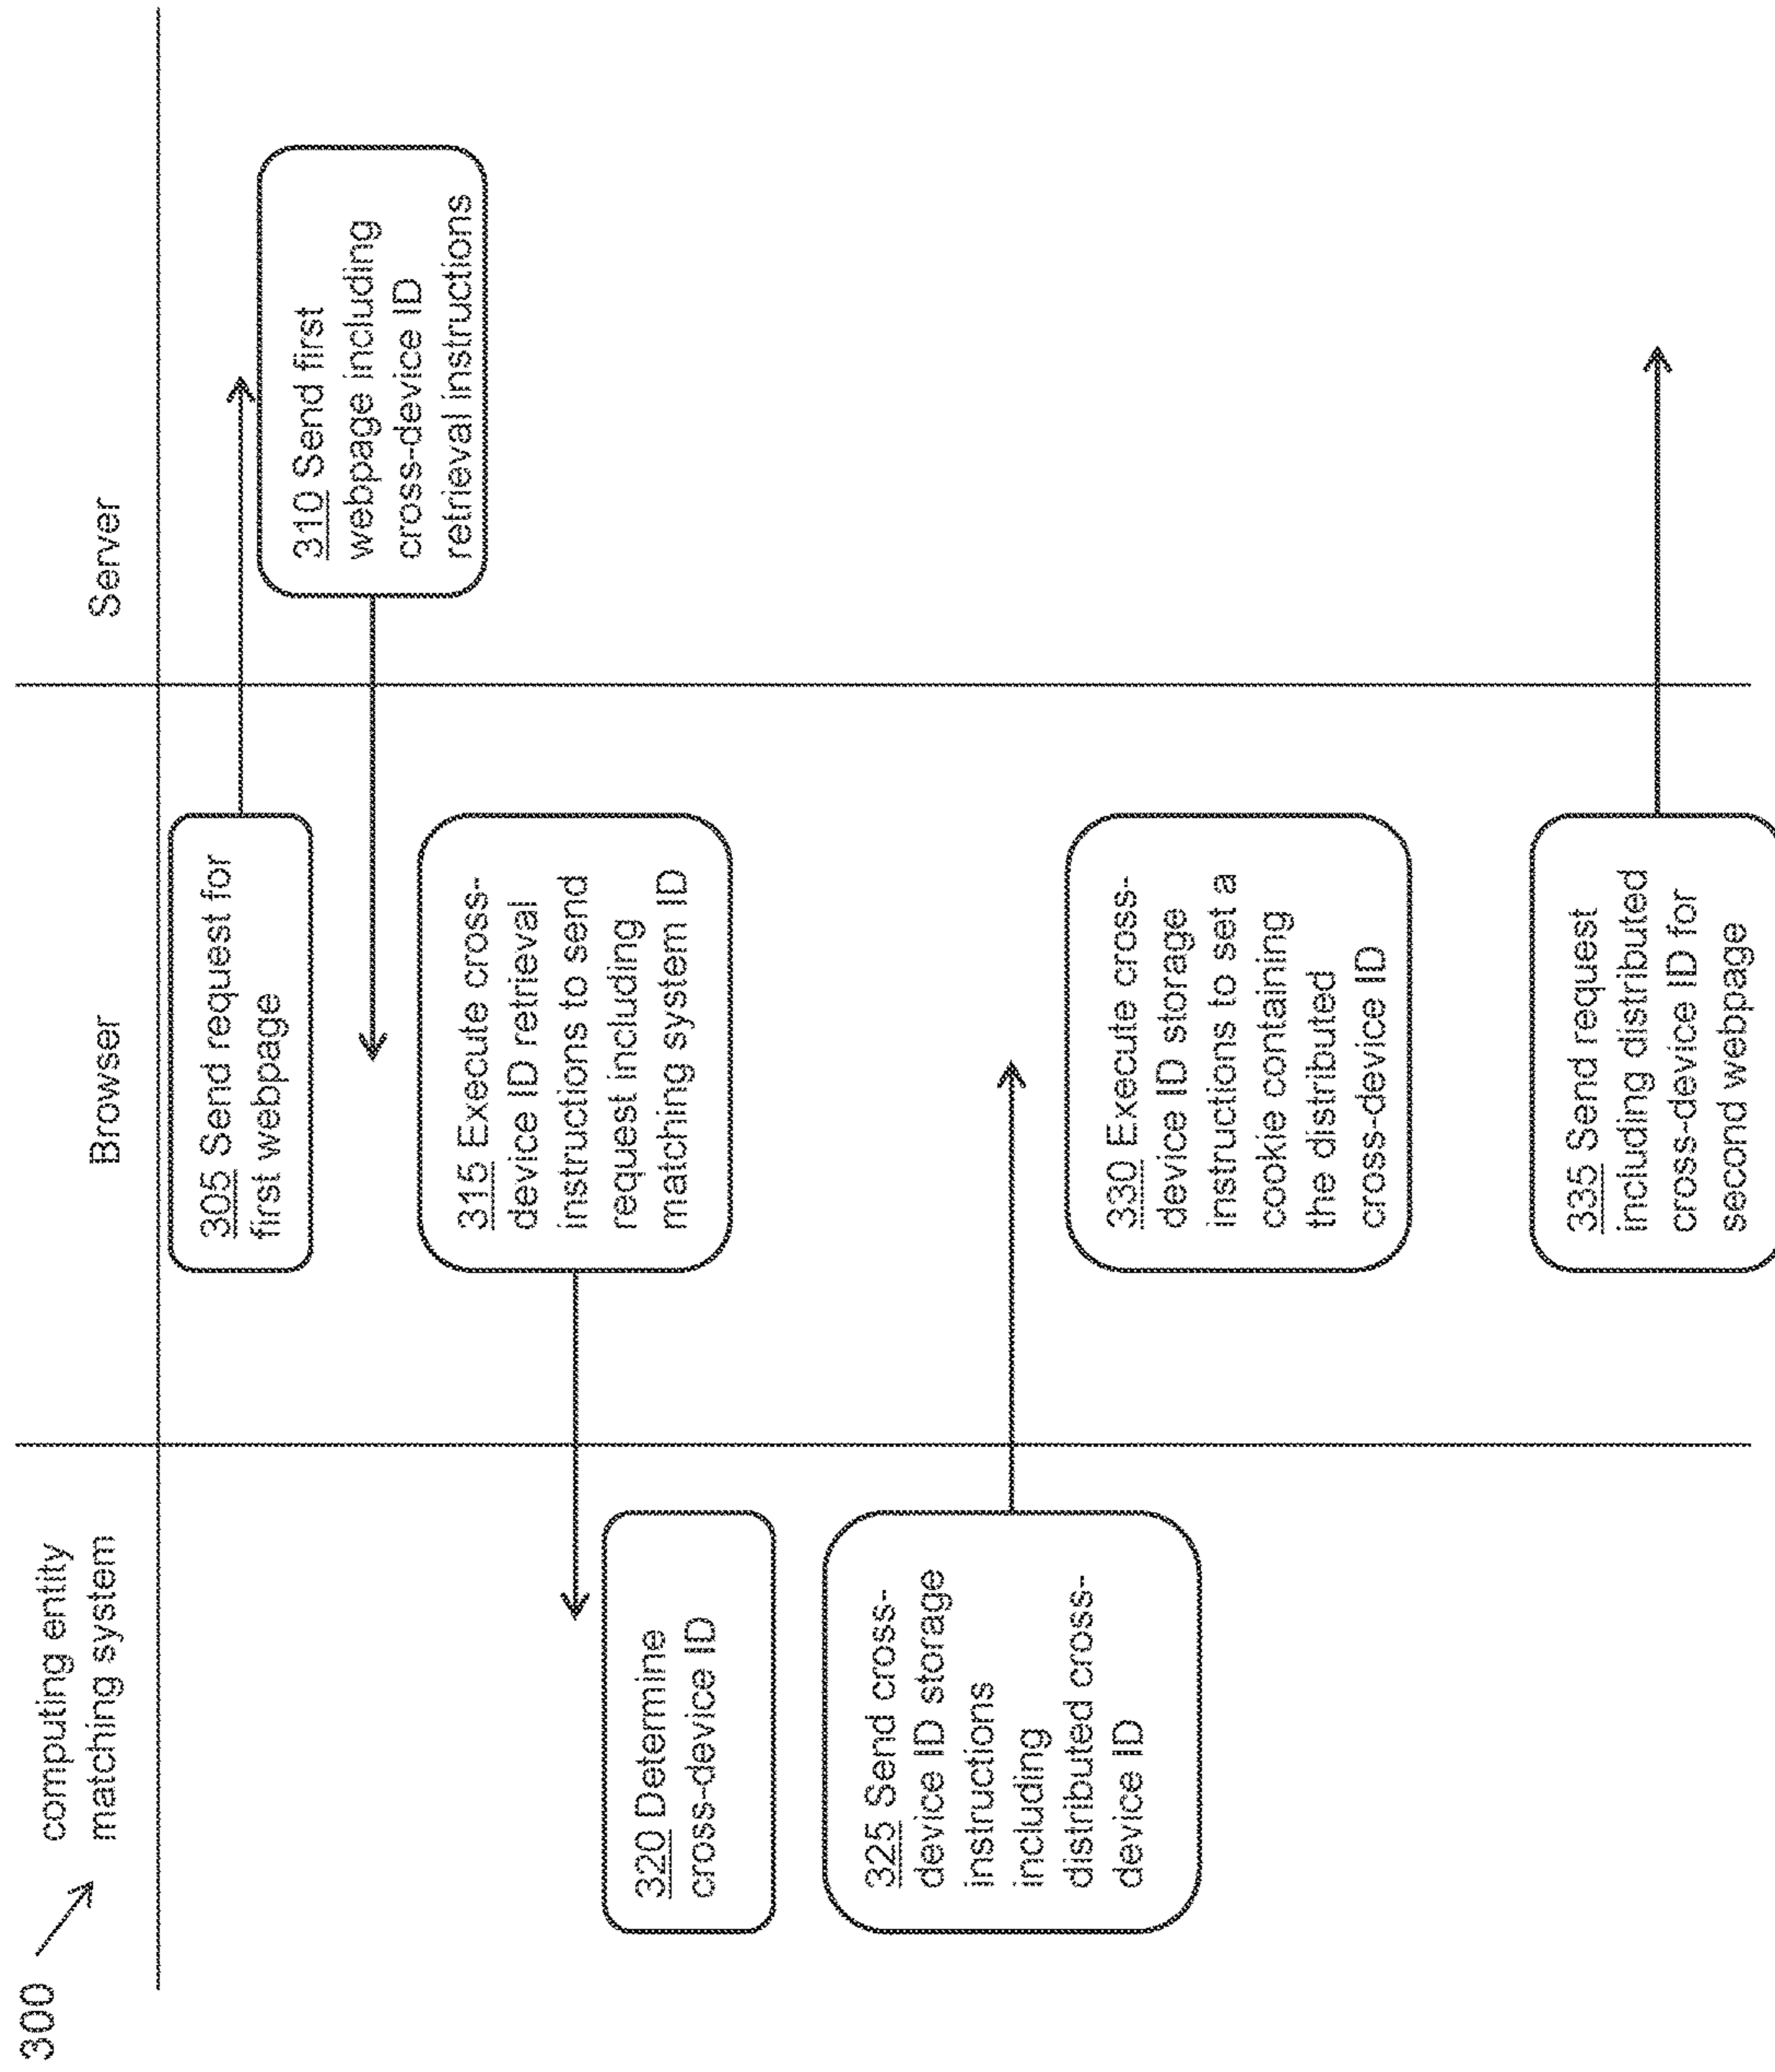 300
computing entity
matching system
Browser
Server
305 Send request for
first webpage
310 Send first
webpage including
cross-device ID
retrieval instructions
315 Execute cross-
device ID retrieval
instructions to send
request including
matching system ID
320 Determine
cross-device ID
325 Send cross-
device ID storage
instructions
including
distributed cross-
device ID
330 Execute cross-
device ID storage
instructions to set a
cookie containing
the distributed
cross-device ID
335 Send request
including distributed
cross-device ID for
second webpage